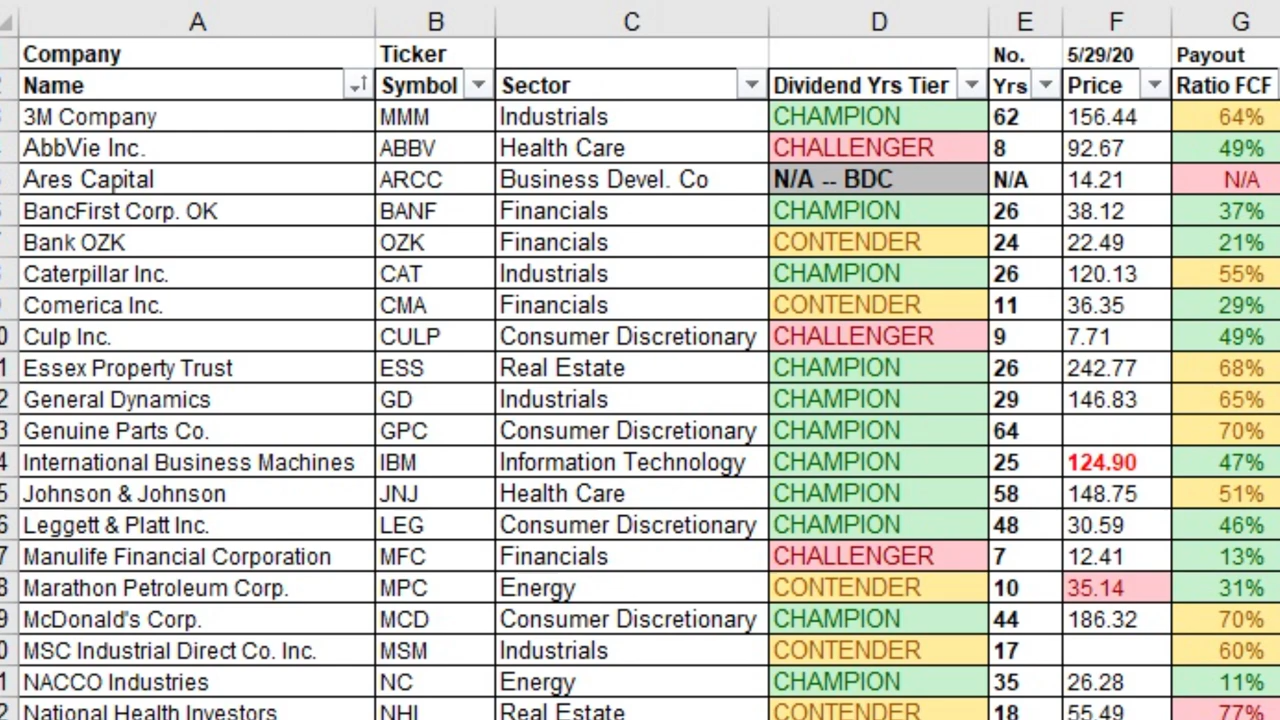 A B C D E F G
Company Ticker No. 5/29/20 Payout
Name Symbol Sector Dividend Yrs Tier Yrs Price Ratio FCF
3M Company MMM Industrials CHAMPION 62 156.44 64%
AbbVie Inc. ABBV Health Care CHALLENGER 8 92.67 49%
Ares Capital ARCC Business Devel. Co N/A -- BDC N/A 14.21 N/A
BancFirst Corp. OK BANF Financials CHAMPION 26 38.12 37%
Bank OZK OZK Financials CONTENDER 24 22.49 21%
Caterpillar Inc. CAT Industrials CHAMPION 26 120.13 55%
Comerica Inc. CMA Financials CONTENDER 11 36.35 29%
Culp Inc. CULP Consumer Discretionary CHALLENGER 9 7.71 49%
Essex Property Trust ESS Real Estate CHAMPION 26 242.77 68%
General Dynamics GD Industrials CHAMPION 29 146.83 65%
Genuine Parts Co. GPC Consumer Discretionary CHAMPION 64 70%
International Business Machines IBM Information Technology CHAMPION 25 124.90 47%
Johnson & Johnson JNJ Health Care CHAMPION 58 148.75 51%
Leggett & Platt Inc. LEG Consumer Discretionary CHAMPION 48 30.59 46%
Manulife Financial Corporation MFC Financials CHALLENGER 7 12.41 13%
Marathon Petroleum Corp. MPC Energy CONTENDER 10 35.14 31%
McDonald's Corp. MCD Consumer Discretionary CHAMPION 44 186.32 70%
MSC Industrial Direct Co. Inc. MSM Industrials CONTENDER 17 60%
NACCO Industries NC Energy CHAMPION 35 26.28 11%
National Health Investors NHI Real Estate CONTENDER 18 55.49 77%